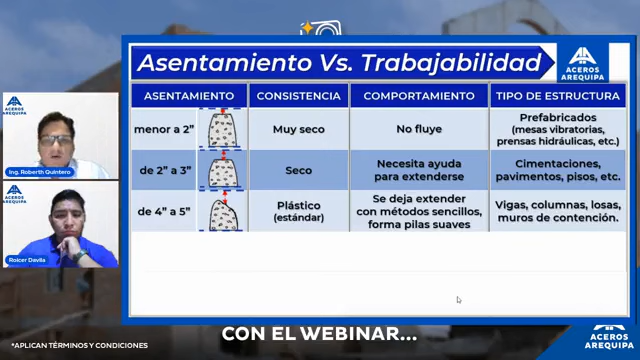 Asentamiento Vs. Trabajabilidad
ACEROS
AREQUIPA
ASENTAMIENTO
CONSISTENCIA
COMPORTAMIENTO
TIPO DE ESTRUCTURA
menor a 2”
Muy seco
No fluye
Prefabricados
(mesas vibratorias,
prensas hidráulicas, etc.)
de 2” a 3”
Seco
Necesita ayuda
para extenderse
Cimentaciones,
pavimentos, pisos, etc.
de 4” a 5”
Plástico
(estándar)
Se deja extender
con métodos sencillos,
forma pilas suaves
Vigas, columnas, losas,
muros de contención.
ACEROS
AREQUIPA
Ing. Roberth Quintero
ACEROS
AREQUIPA
Roicer Davila
CON EL WEBINAR...
*APLICAN TÉRMINOS Y CONDICIONES
ACEROS
AREQUIPA